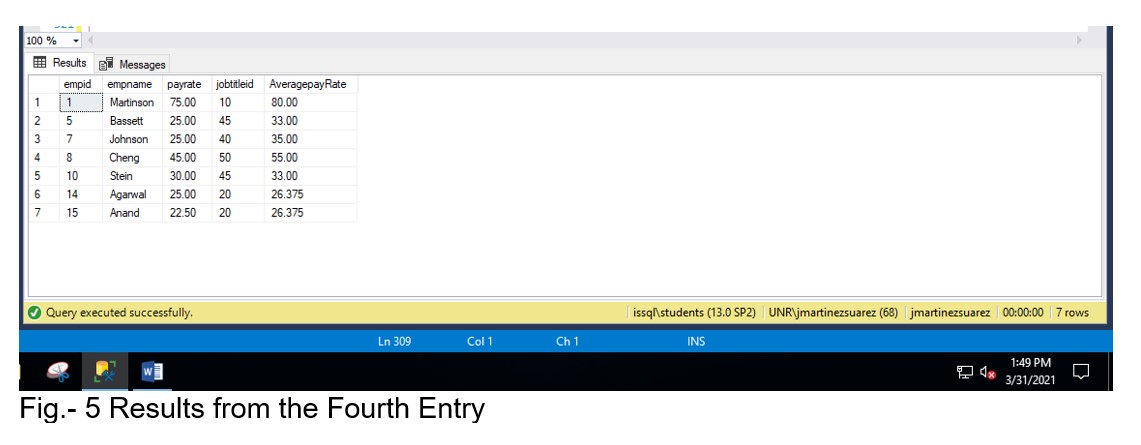 100 %
Results Messages
empid empname payrate jobtitleid AveragepayRate
1 1 Martinson 75.00 10 80.00
2 5 Bassett 25.00 45 33.00
3 7 Johnson 25.00 40 35.00
4 8 Cheng 45.00 50 55.00
5 10 Stein 30.00 45 33.00
6 14 Agarwal 25.00 20 26.375
7 15 Anand 22.50 20 26.375
Query executed successfully. issql\students (13.0 SP2) UNR\jmartinezsuarez (68) jmartinezsuarez 00:00:00 7 rows
Ln 309 Col 1 Ch 1 INS
1:49 PM
3/31/2021
Fig.- 5 Results from the Fourth Entry